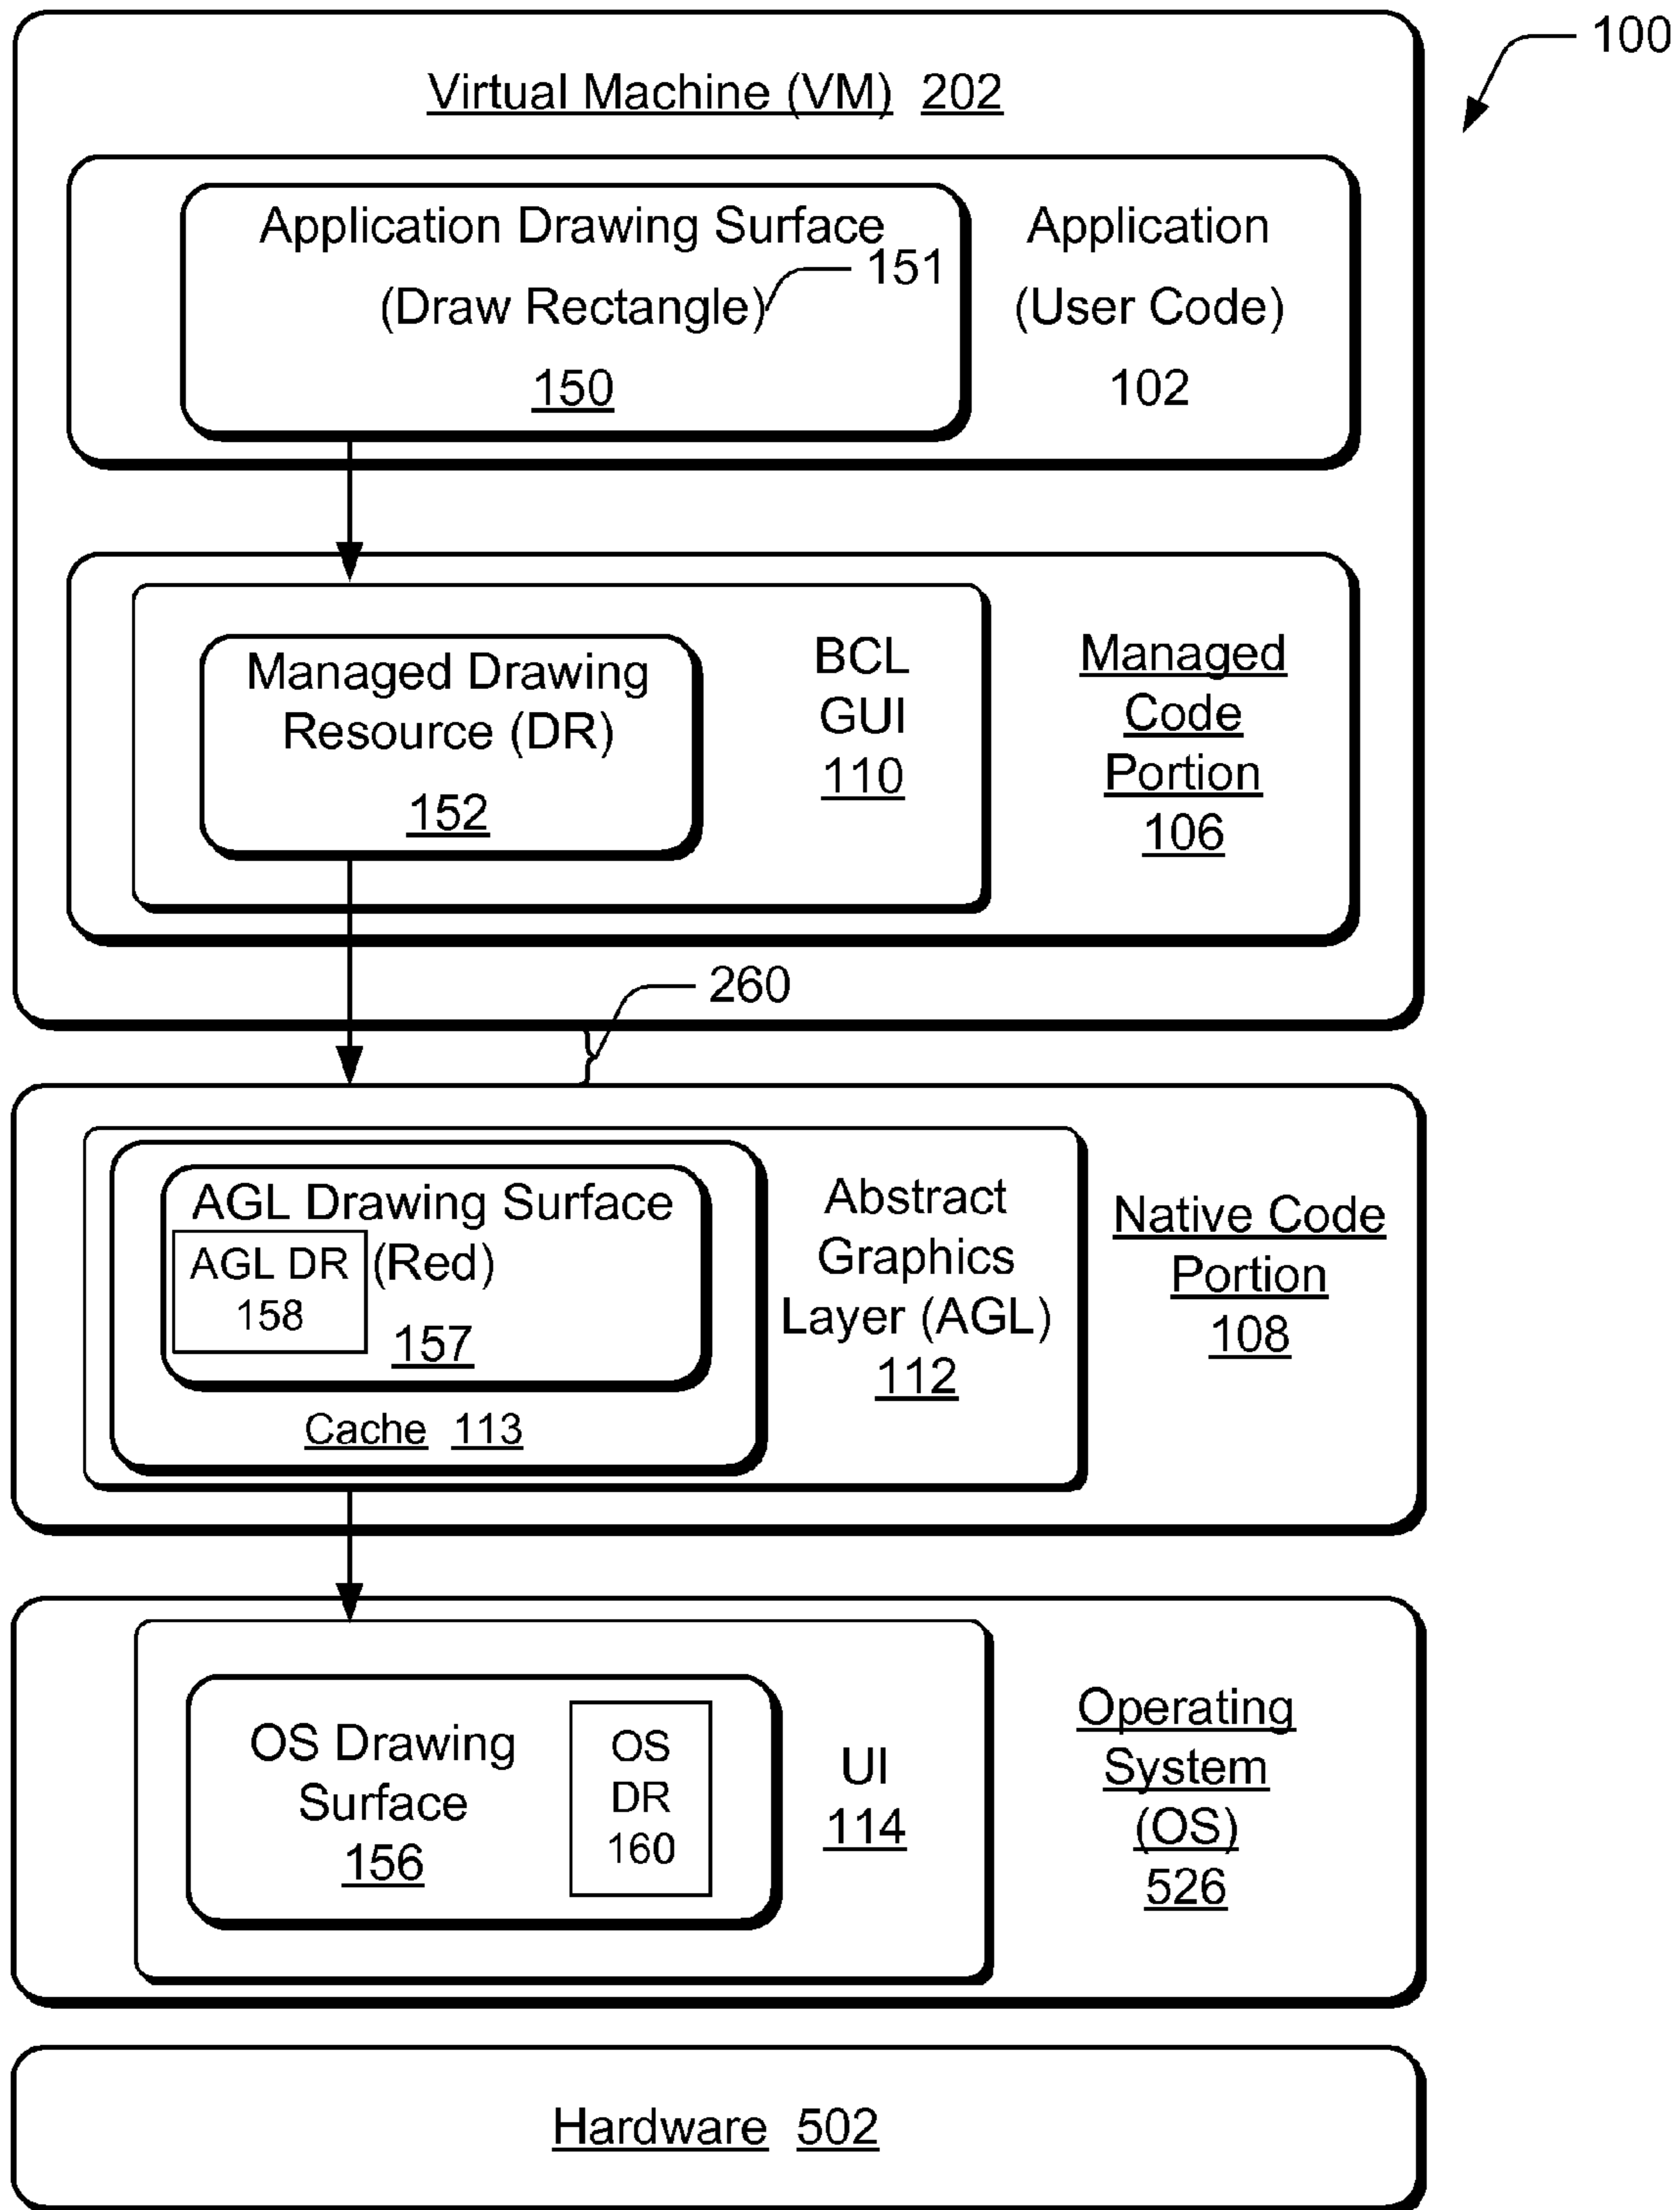 100
Virtual Machine (VM) 202
Application Drawing Surface
(Draw Rectangle)
151
150
Application
(User Code)
102
Managed Drawing
Resource (DR)
152
BCL
GUI
110
Managed
Code
Portion
106
260
AGL Drawing Surface
AGL DR
158
(Red)
157
Cache 113
Abstract
Graphics
Layer (AGL)
112
Native Code
Portion
108
OS Drawing
Surface
156
OS
DR
160
UI
114
Operating
System
(OS)
526
Hardware 502